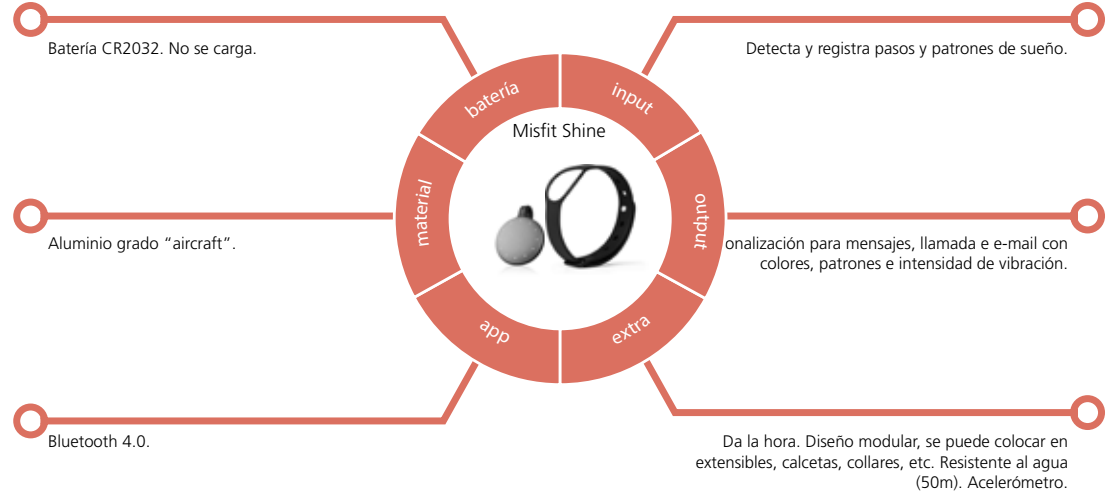 Batería CR2032. No se carga.
Detecta y registra pasos y patrones de sueño.
batería
input
Misfit Shine
material
output
Aluminio grado “aircraft”.
onalización para mensajes, llamada e e-mail con
colores, patrones e intensidad de vibración.
app
extra
Bluetooth 4.0.
Da la hora. Diseño modular, se puede colocar en
extensibles, calcetas, collares, etc. Resistente al agua
(50m). Acelerómetro.